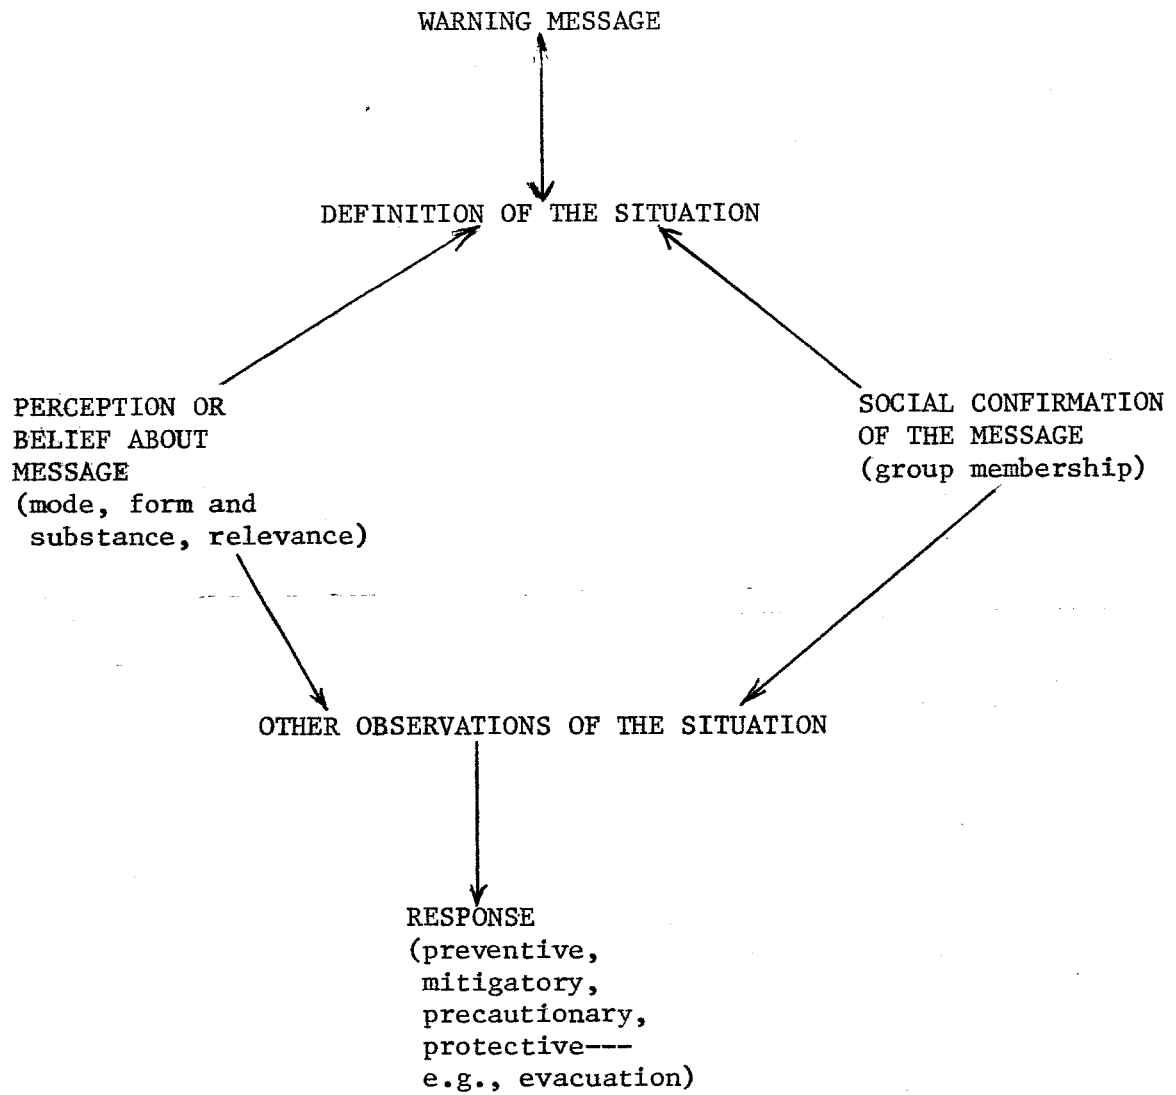 WARNING MESSAGE
DEFINITION OF THE SITUATION
PERCEPTION OR
BELIEF ABOUT
MESSAGE
(mode, form and
substance, relevance)
SOCIAL CONFIRMATION
OF THE MESSAGE
(group membership)
OTHER OBSERVATIONS OF THE SITUATION
RESPONSE
(preventive,
mitigatory,
precautionary,
protective---
e.g., evacuation)